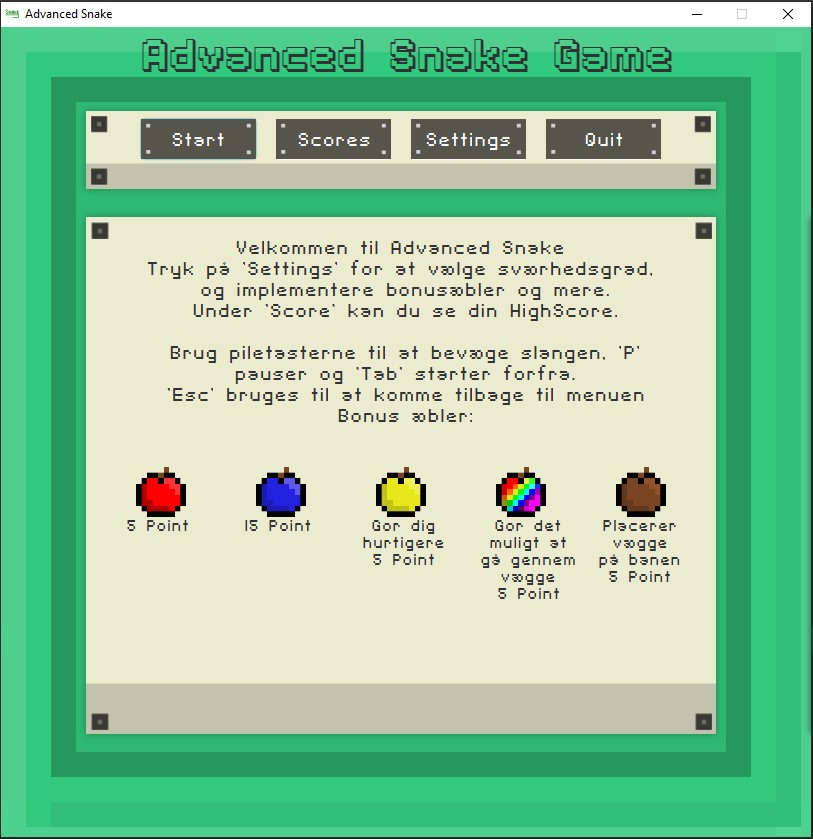 Advanced Snake
Advanced Snake Game
Start Scores Settings Quit
Velkommen til Advanced Snake
Tryk på 'Settings' for at vælge sværhedsgrad,
og implementere bonusæbler og mere.
Under 'Score' kan du se din HighScore.
Brug piletasterne til at bevæge slangen, 'P'
pauser og 'Tab' starter forfra.
'Esc' bruges til at komme tilbage til menuen
Bonus æbler:
5 Point
15 Point
Gor dig
hurtigere
5 Point
Gor det
muligt at
gå gennem
vægge
5 Point
Placerer
vægge
på banen
5 Point